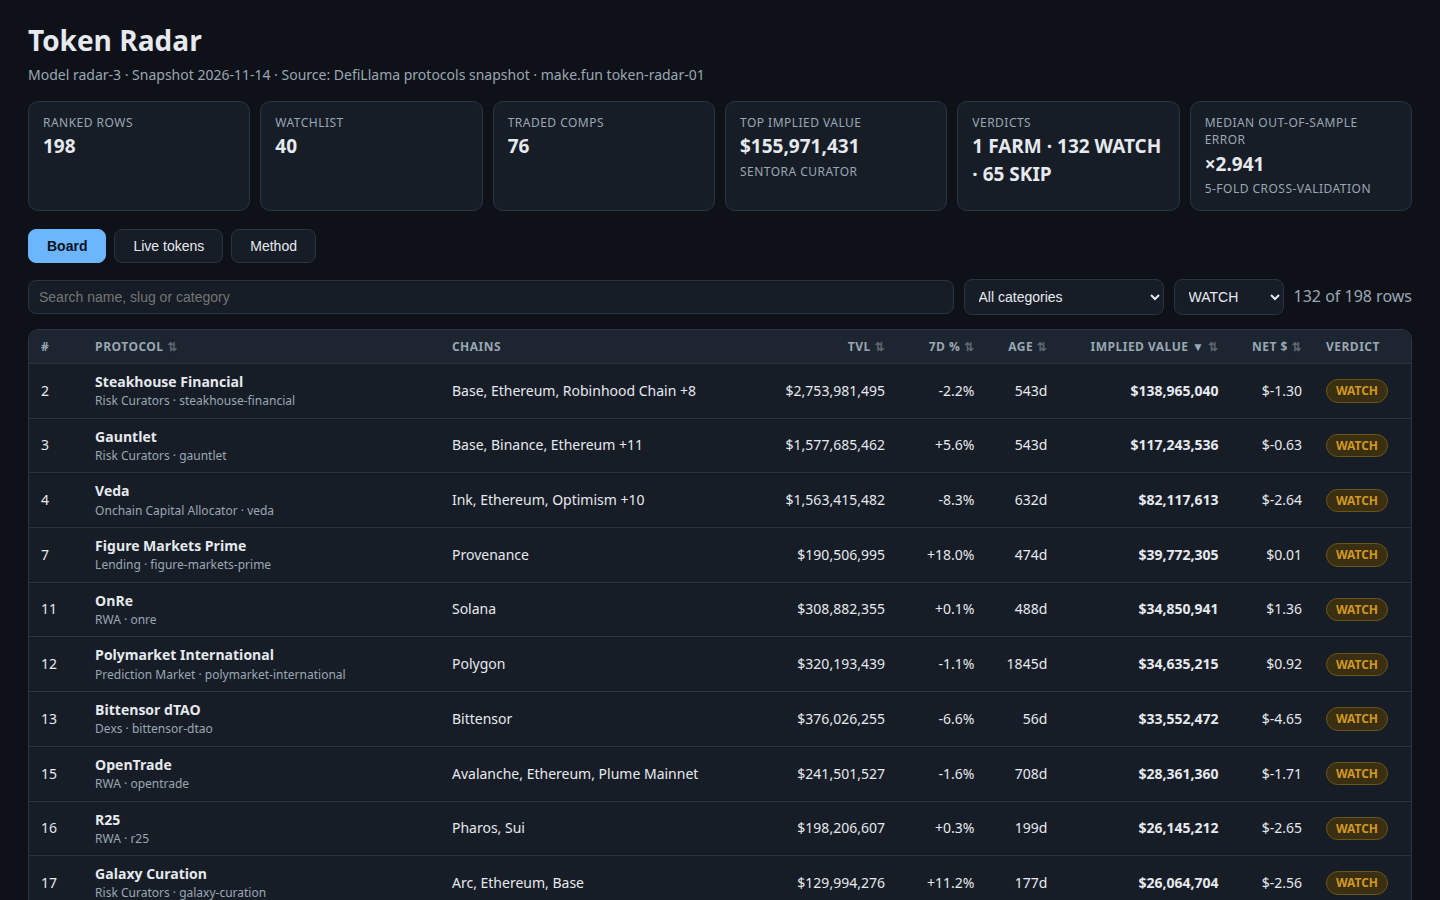 Token Radar
Model radar-3 · Snapshot 2026-11-14 · Source: DefiLlama protocols snapshot · make.fun token-radar-01
RANKED ROWS
198
WATCHLIST
40
TRADED COMPS
76
TOP IMPLIED VALUE
$155,971,431
SENTORA CURATOR
VERDICTS
1 FARM · 132 WATCH
· 65 SKIP
MEDIAN OUT-OF-SAMPLE
ERROR
×2.941
5-FOLD CROSS-VALIDATION
Board Live tokens Method
Search name, slug or category All categories WATCH 132 of 198 rows
# PROTOCOL ⇅ CHAINS TVL ⇅ 7D % ⇅ AGE ⇅ IMPLIED VALUE ▼ ⇅ NET $ ⇅ VERDICT
2 Steakhouse Financial Base, Ethereum, Robinhood Chain +8 $2,753,981,495 -2.2% 543d $138,965,040 $-1.30 WATCH
Risk Curators · steakhouse-financial
3 Gauntlet Base, Binance, Ethereum +11 $1,577,685,462 +5.6% 543d $117,243,536 $-0.63 WATCH
Risk Curators · gauntlet
4 Veda Ink, Ethereum, Optimism +10 $1,563,415,482 -8.3% 632d $82,117,613 $-2.64 WATCH
Onchain Capital Allocator · veda
7 Figure Markets Prime Provenance $190,506,995 +18.0% 474d $39,772,305 $0.01 WATCH
Lending · figure-markets-prime
11 OnRe Solana $308,882,355 +0.1% 488d $34,850,941 $1.36 WATCH
RWA · onre
12 Polymarket International Polygon $320,193,439 -1.1% 1845d $34,635,215 $0.92 WATCH
Prediction Market · polymarket-international
13 Bittensor dTAO Bittensor $376,026,255 -6.6% 56d $33,552,472 $-4.65 WATCH
Dexs · bittensor-dtao
15 OpenTrade Avalanche, Ethereum, Plume Mainnet $241,501,527 -1.6% 708d $28,361,360 $-1.71 WATCH
RWA · opentrade
16 R25 Pharos, Sui $198,206,607 +0.3% 199d $26,145,212 $-2.65 WATCH
RWA · r25
17 Galaxy Curation Arc, Ethereum, Base $129,994,276 +11.2% 177d $26,064,704 $-2.56 WATCH
Risk Curators · galaxy-curation